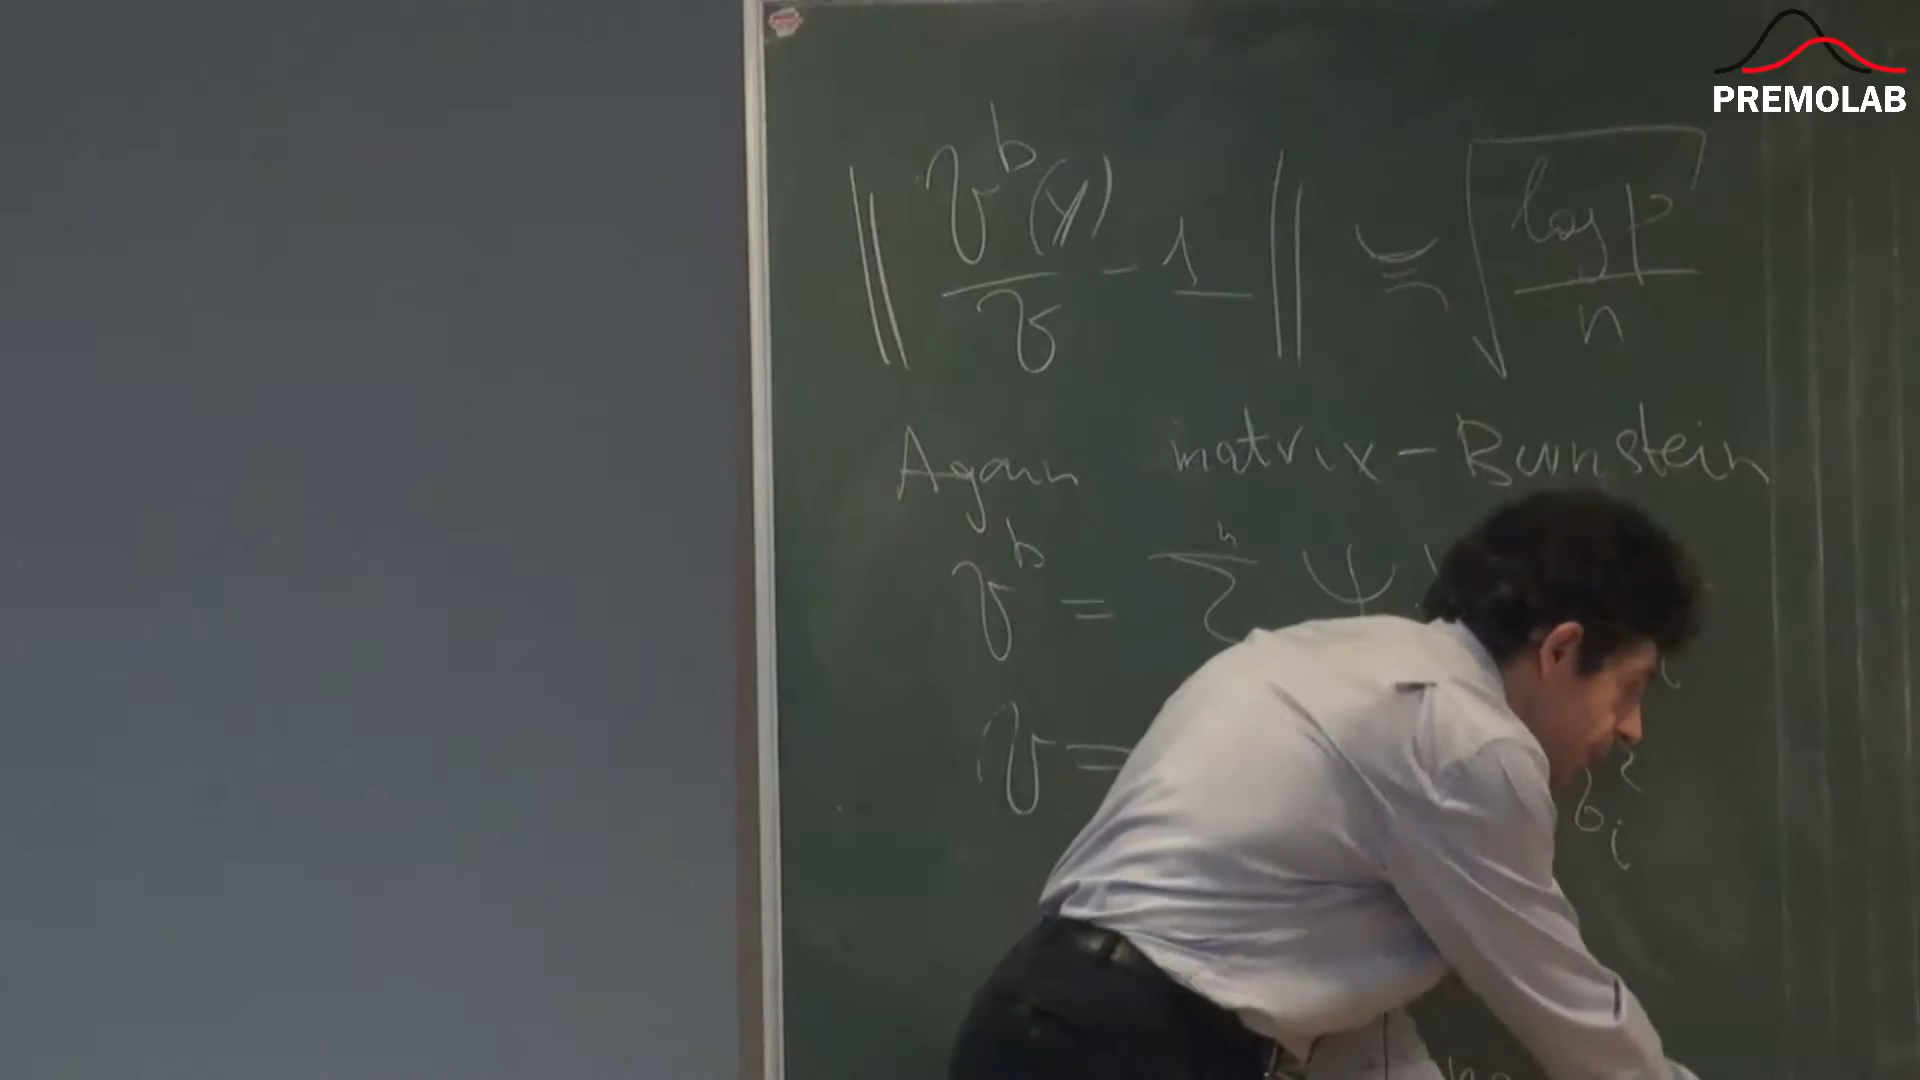 PREMOLAB
‖ V^b(Y) / V - 1 ‖ ≍ √(log p / n)
Again matrix - Bernstein
V^b = Σ^n Ψ
V =